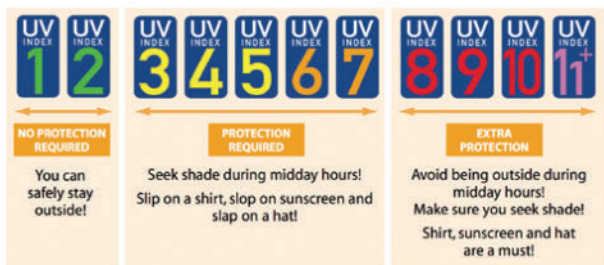 UV
INDEX
1
UV
INDEX
2
NO PROTECTION
REQUIRED
You can
safely stay
outside!
UV
INDEX
3
UV
INDEX
4
UV
INDEX
5
UV
INDEX
6
UV
INDEX
7
PROTECTION
REQUIRED
Seek shade during midday hours!
Slip on a shirt, slop on sunscreen and
slap on a hat!
UV
INDEX
8
UV
INDEX
9
UV
INDEX
10
UV
INDEX
11+
EXTRA
PROTECTION
Avoid being outside during
midday hours!
Make sure you seek shade!
Shirt, sunscreen and hat
are a must!